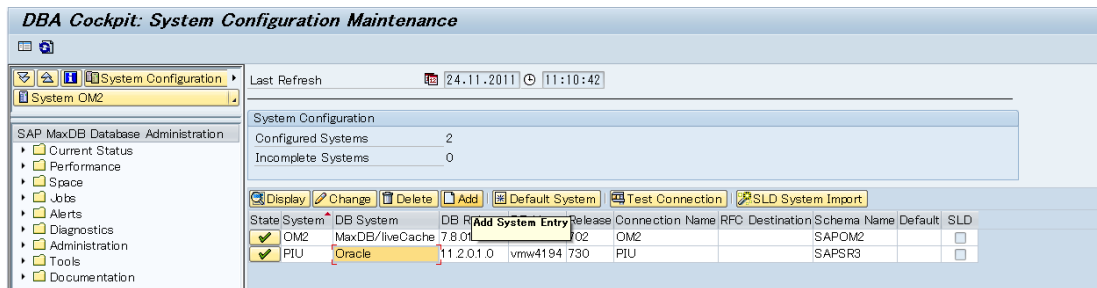 DBA Cockpit: System Configuration Maintenance
System Configuration
System OM2
Last Refresh 24.11.2011 11:10:42
System Configuration
Configured Systems 2
Incomplete Systems 0
SAP MaxDB Database Administration
Current Status
Performance
Space
Jobs
Alerts
Diagnostics
Administration
Tools
Documentation
Display Change Delete Add Default System Test Connection SLD System Import
State System DB System DB R Release Connection Name RFC Destination Schema Name Default SLD
Add System Entry
OM2 MaxDB/liveCache 7.8.01 702 OM2 SAPOM2
PIU Oracle 11.2.0.1.0 vmw4194 730 PIU SAPSR3